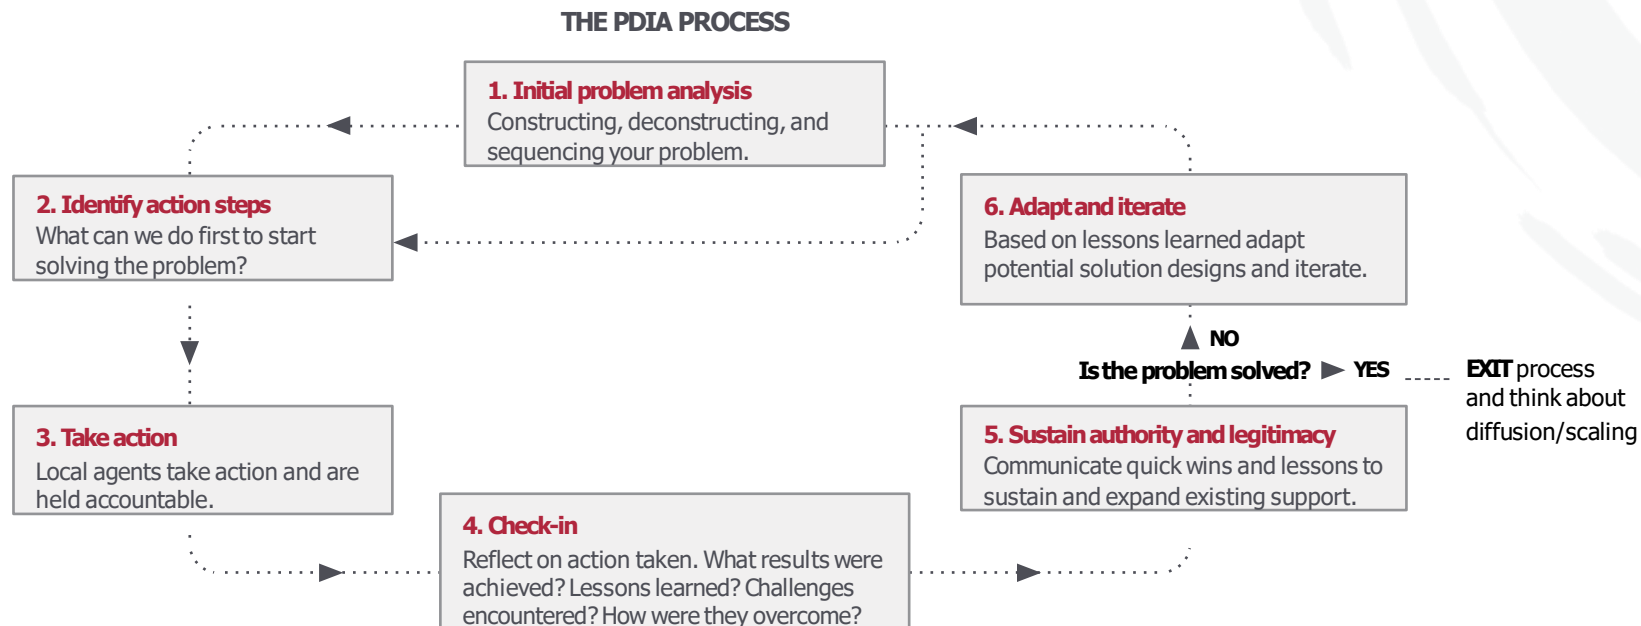 THE PDIA PROCESS
1. Initial problem analysis
Constructing, deconstructing, and
sequencing your problem.
2. Identify action steps
What can we do first to start
solving the problem?
3. Take action
Local agents take action and are
held accountable.
4. Check-in
Reflect on action taken. What results were
achieved? Lessons learned? Challenges
encountered? How were they overcome?
5. Sustain authority and legitimacy
Communicate quick wins and lessons to
sustain and expand existing support.
Is the problem solved? YES
EXIT process
and think about
diffusion/scaling
NO
6. Adapt and iterate
Based on lessons learned adapt
potential solution designs and iterate.